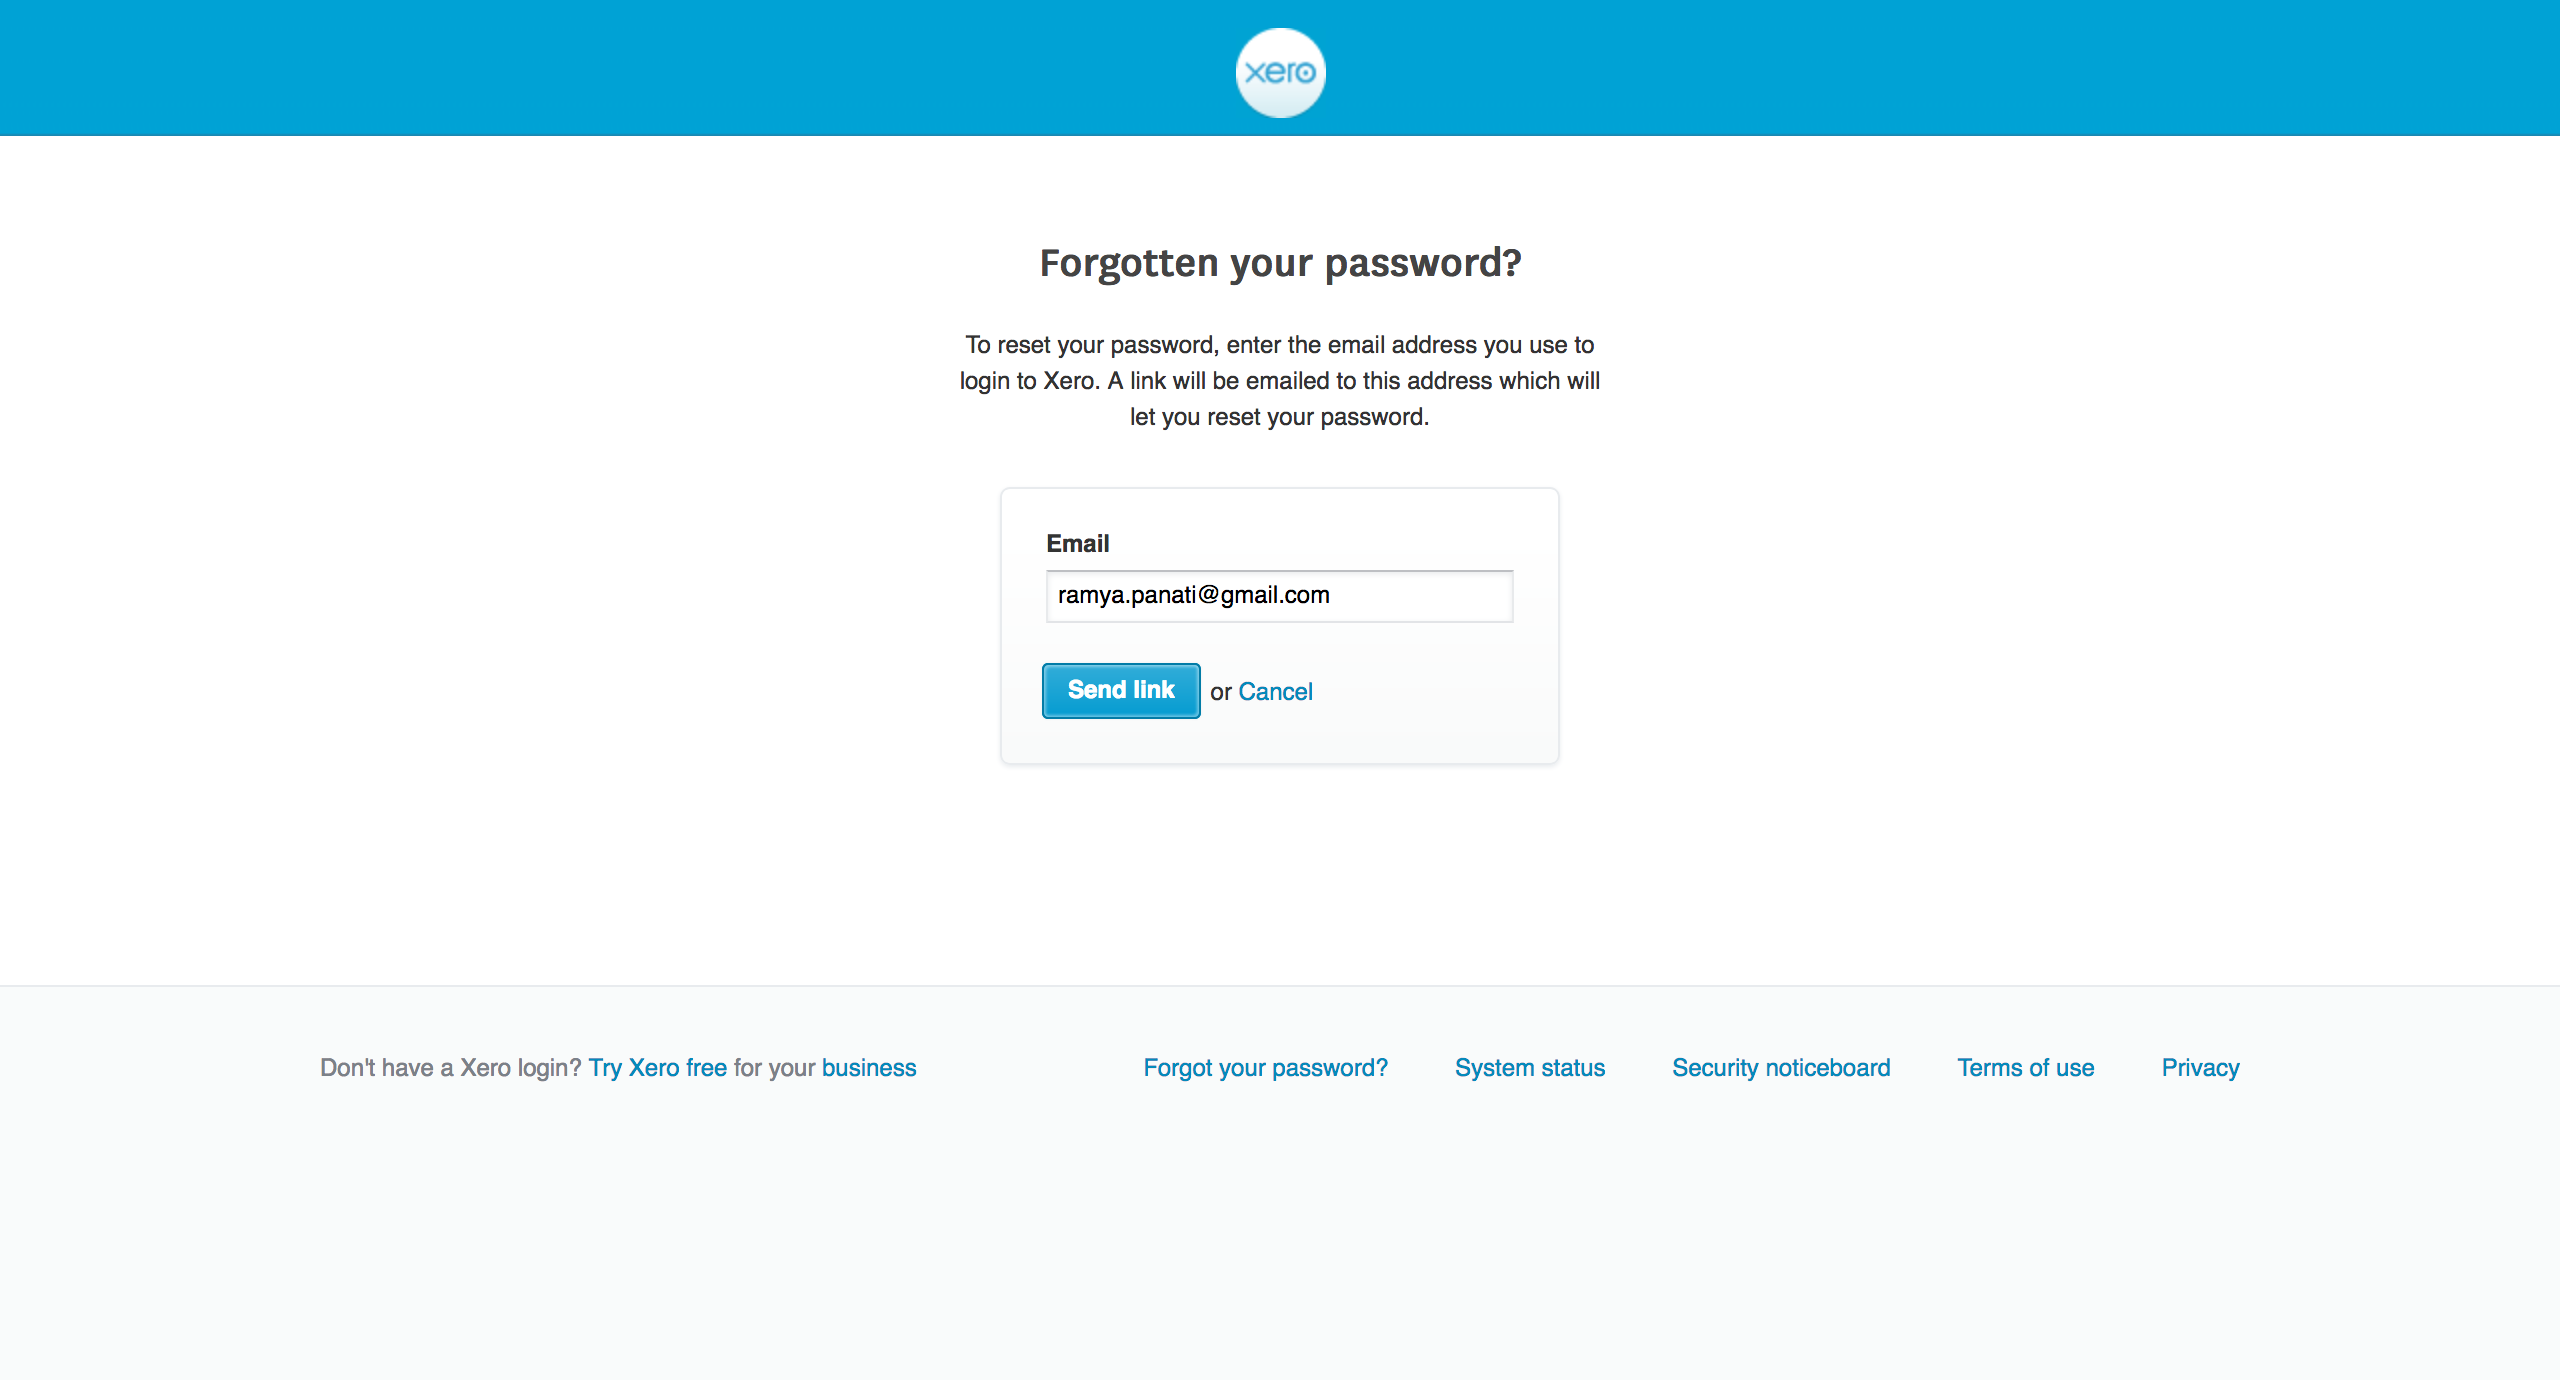 xero
Forgotten your password?
To reset your password, enter the email address you use to
login to Xero. A link will be emailed to this address which will
let you reset your password.
Email
ramya.panati@gmail.com
Send link or Cancel
Don't have a Xero login? Try Xero free for your business
Forgot your password? System status Security noticeboard Terms of use Privacy